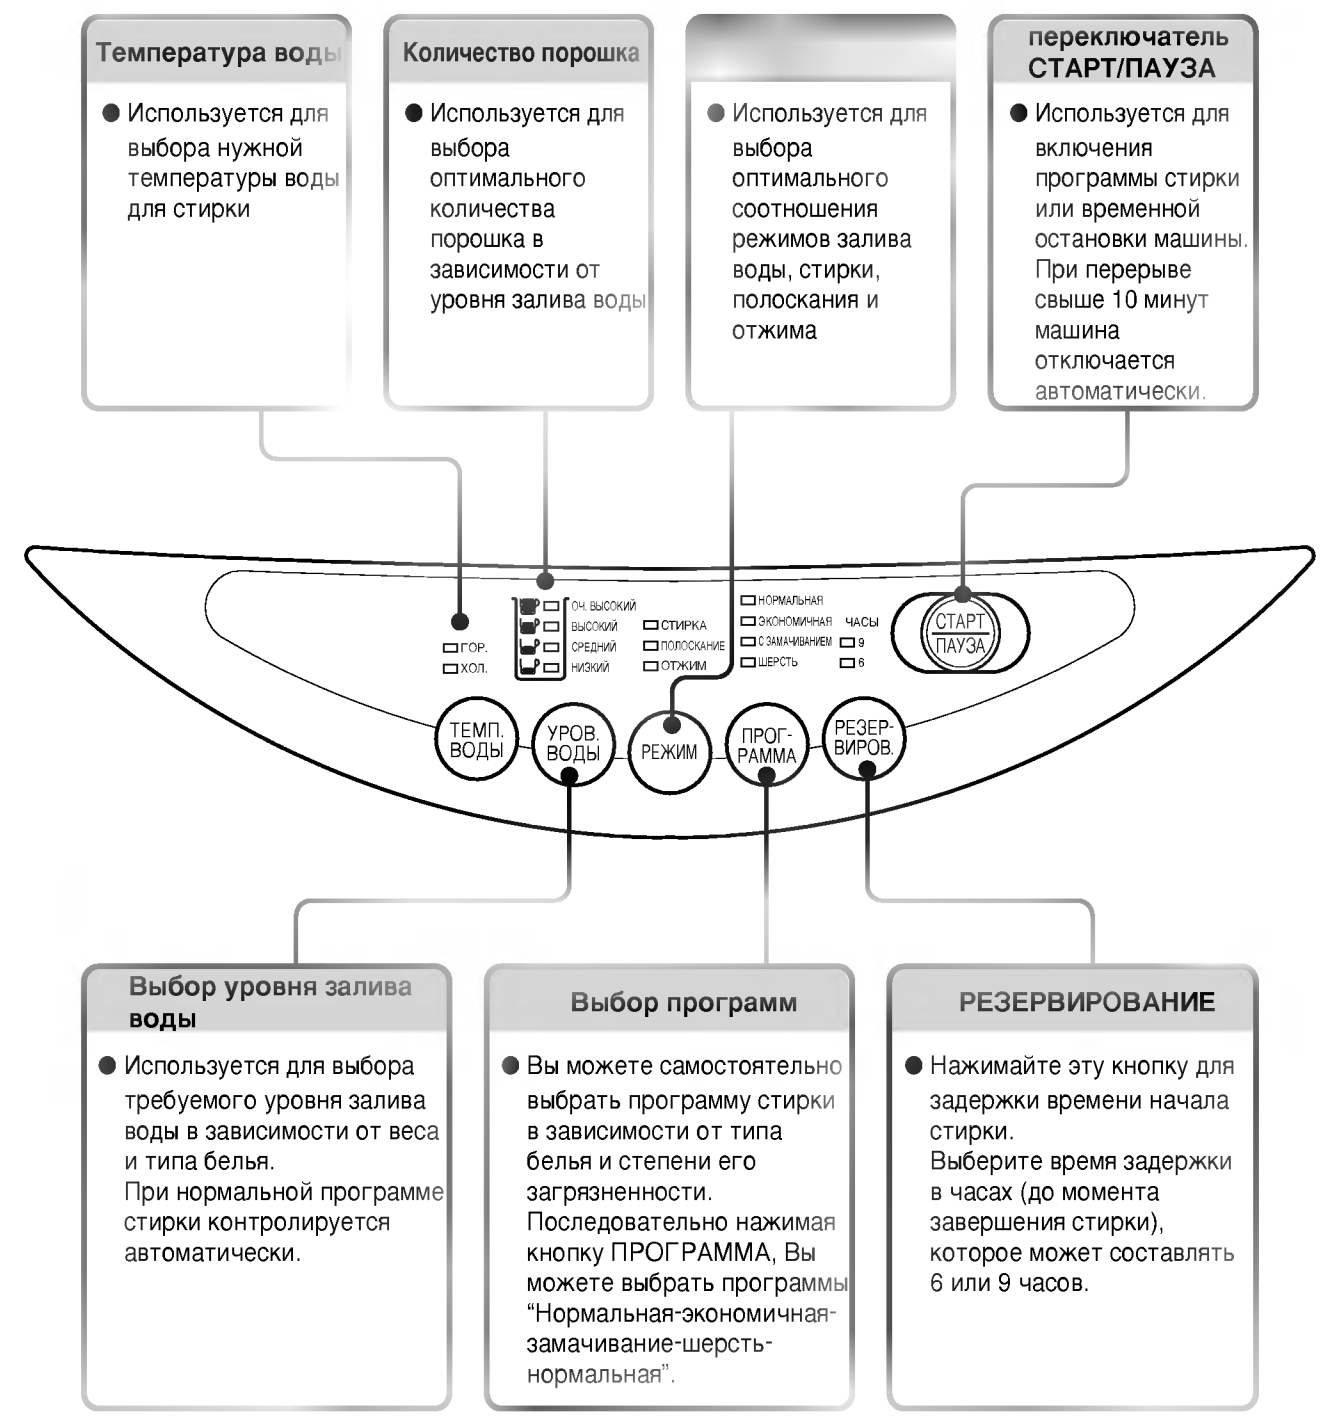 Температура воды
● Используется для
выбора нужной
температуры воды
для стирки
Количество порошка
● Используется для
выбора
оптимального
количества
порошка в
зависимости от
уровня залива воды
● Используется для
выбора
оптимального
соотношения
режимов залива
воды, стирки,
полоскания и
отжима
переключатель
СТАРТ/ПАУЗА
● Используется для
включения
программы стирки
или временной
остановки машины.
При перерыве
свыше 10 минут
машина
отключается
автоматически.
ГОР.
ХОЛ.
ОЧ. ВЫСОКИЙ
ВЫСОКИЙ
СРЕДНИЙ
НИЗКИЙ
СТИРКА
ПОЛОСКАНИЕ
ОТЖИМ
НОРМАЛЬНАЯ
ЭКОНОМИЧНАЯ
С ЗАМАЧИВАНИЕМ
ШЕРСТЬ
ЧАСЫ
9
6
СТАРТ
ПАУЗА
ТЕМП.
ВОДЫ
УРОВ.
ВОДЫ
РЕЖИМ
ПРОГ-
РАММА
РЕЗЕР-
ВИРОВ.
Выбор уровня залива
воды
● Используется для выбора
требуемого уровня залива
воды в зависимости от веса
и типа белья.
При нормальной программе
стирки контролируется
автоматически.
Выбор программ
● Вы можете самостоятельно
выбрать программу стирки
в зависимости от типа
белья и степени его
загрязненности.
Последовательно нажимая
кнопку ПРОГРАММА, Вы
можете выбрать программы
“Нормальная-экономичная-
замачивание-шерсть-
нормальная”.
РЕЗЕРВИРОВАНИЕ
● Нажимайте эту кнопку для
задержки времени начала
стирки.
Выберите время задержки
в часах (до момента
завершения стирки),
которое может составлять
6 или 9 часов.